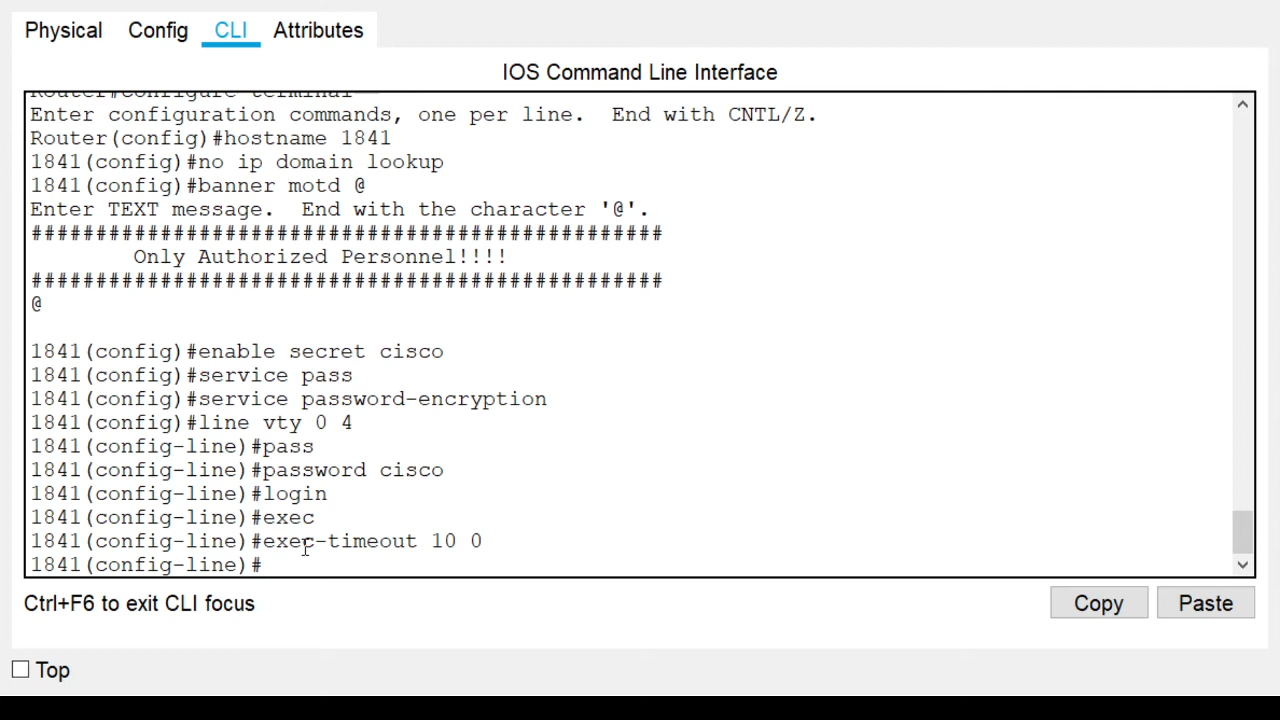 Physical Config CLI Attributes
IOS Command Line Interface
Router#configure terminal
Enter configuration commands, one per line.  End with CNTL/Z.
Router(config)#hostname 1841
1841(config)#no ip domain lookup
1841(config)#banner motd @
Enter TEXT message.  End with the character '@'.
#################################################
        Only Authorized Personnel!!!!
#################################################
@
1841(config)#enable secret cisco
1841(config)#service pass
1841(config)#service password-encryption
1841(config)#line vty 0 4
1841(config-line)#pass
1841(config-line)#password cisco
1841(config-line)#login
1841(config-line)#exec
1841(config-line)#exec-timeout 10 0
1841(config-line)#
Ctrl+F6 to exit CLI focus
Copy Paste
Top